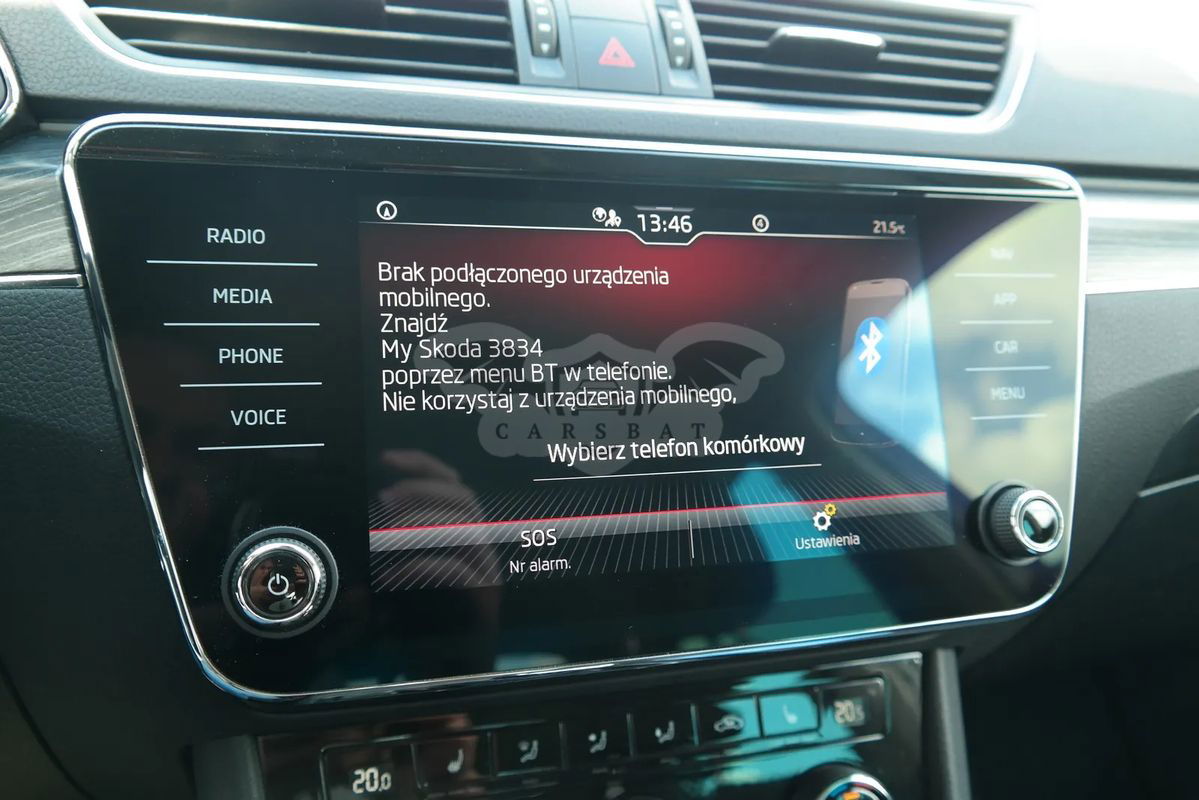 13:46
4
21.5°C
RADIO
MEDIA
PHONE
VOICE
NAV
APP
CAR
MENU
Brak podłączonego urządzenia
mobilnego.
Znajdź
My Skoda 3834
poprzez menu BT w telefonie.
Nie korzystaj z urządzenia mobilnego,
CARSBAT
Wybierz telefon komórkowy
SOS
Nr alarm.
Ustawienia
20.0
20.5